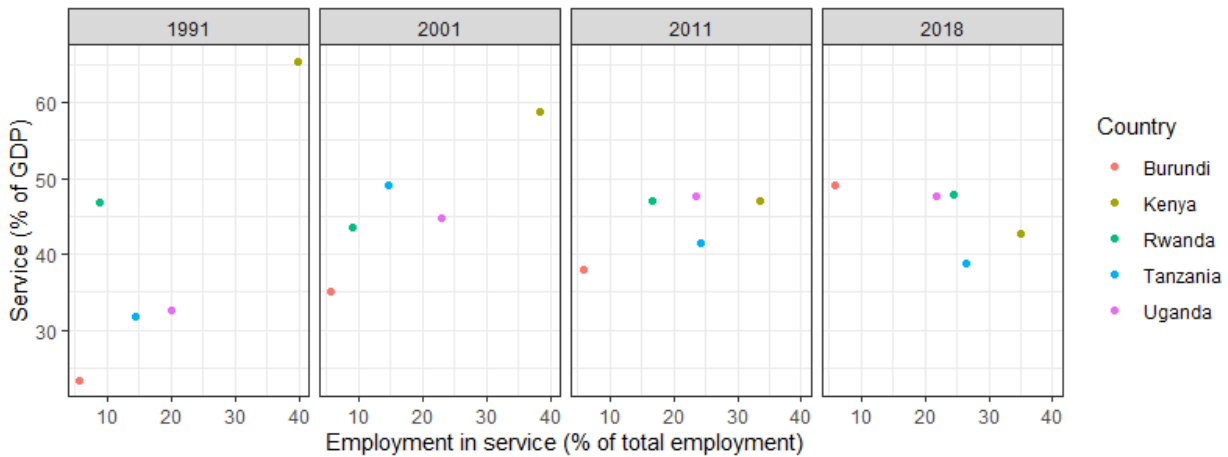 1991 2001 2011 2018
Service (% of GDP)
60
50
40
30
10 20 30 40 10 20 30 40 10 20 30 40 10 20 30 40
Employment in service (% of total employment)
Country
Burundi
Kenya
Rwanda
Tanzania
Uganda